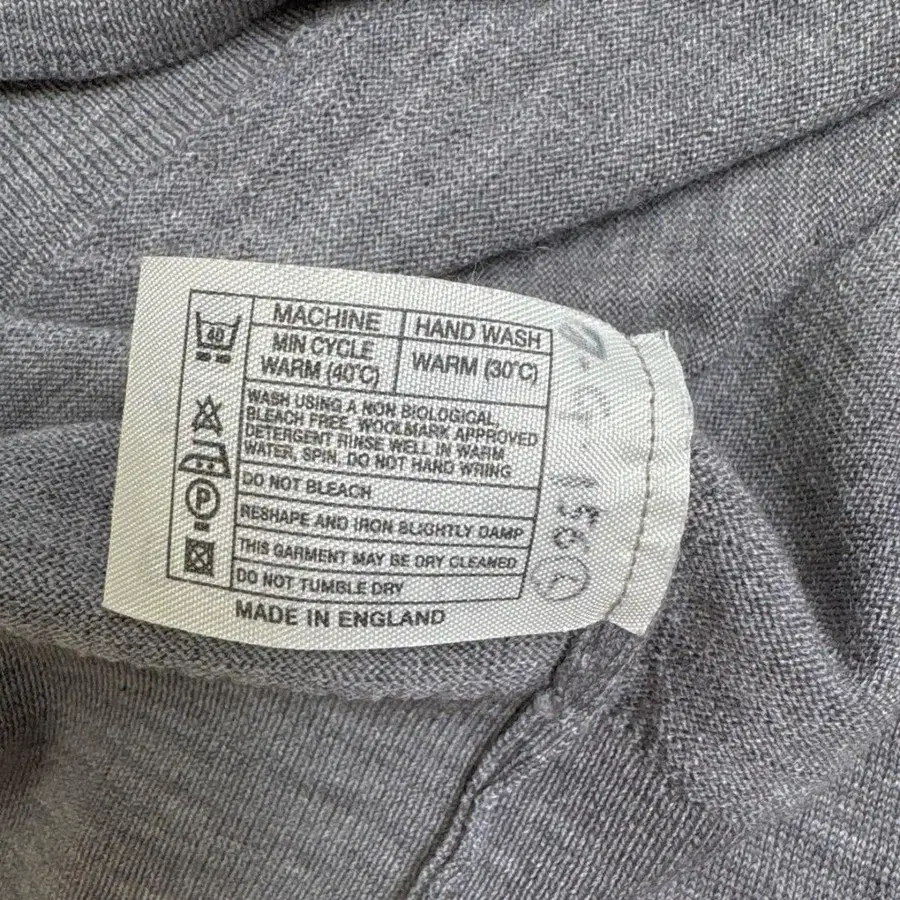 40
MACHINE
HAND WASH
MIN CYCLE
WARM (40°C)
WARM (30°C)
WASH USING A NON BIOLOGICAL,
BLEACH FREE, WOOLMARK APPROVED
DETERGENT RINSE WELL IN WARM
WATER, SPIN. DO NOT HAND WRING
DO NOT BLEACH
P
RESHAPE AND IRON SLIGHTLY DAMP
THIS GARMENT MAY BE DRY CLEANED
DO NOT TUMBLE DRY
MADE IN ENGLAND